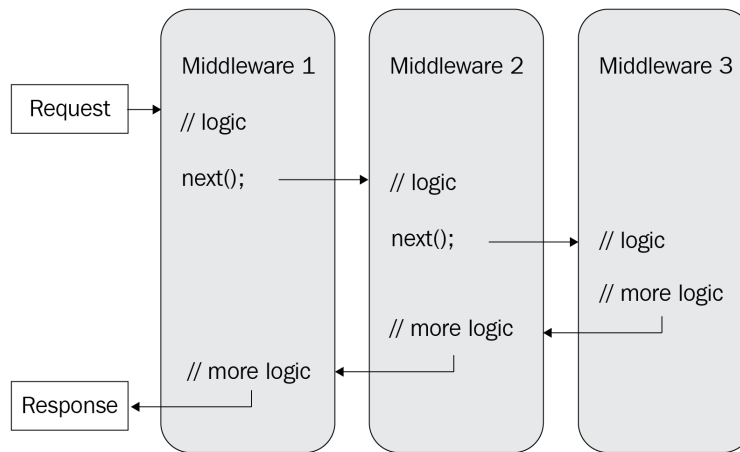 Middleware 1
Middleware 2
Middleware 3
Request
// logic
next();
// logic
next();
// logic
// more logic
// more logic
// more logic
Response